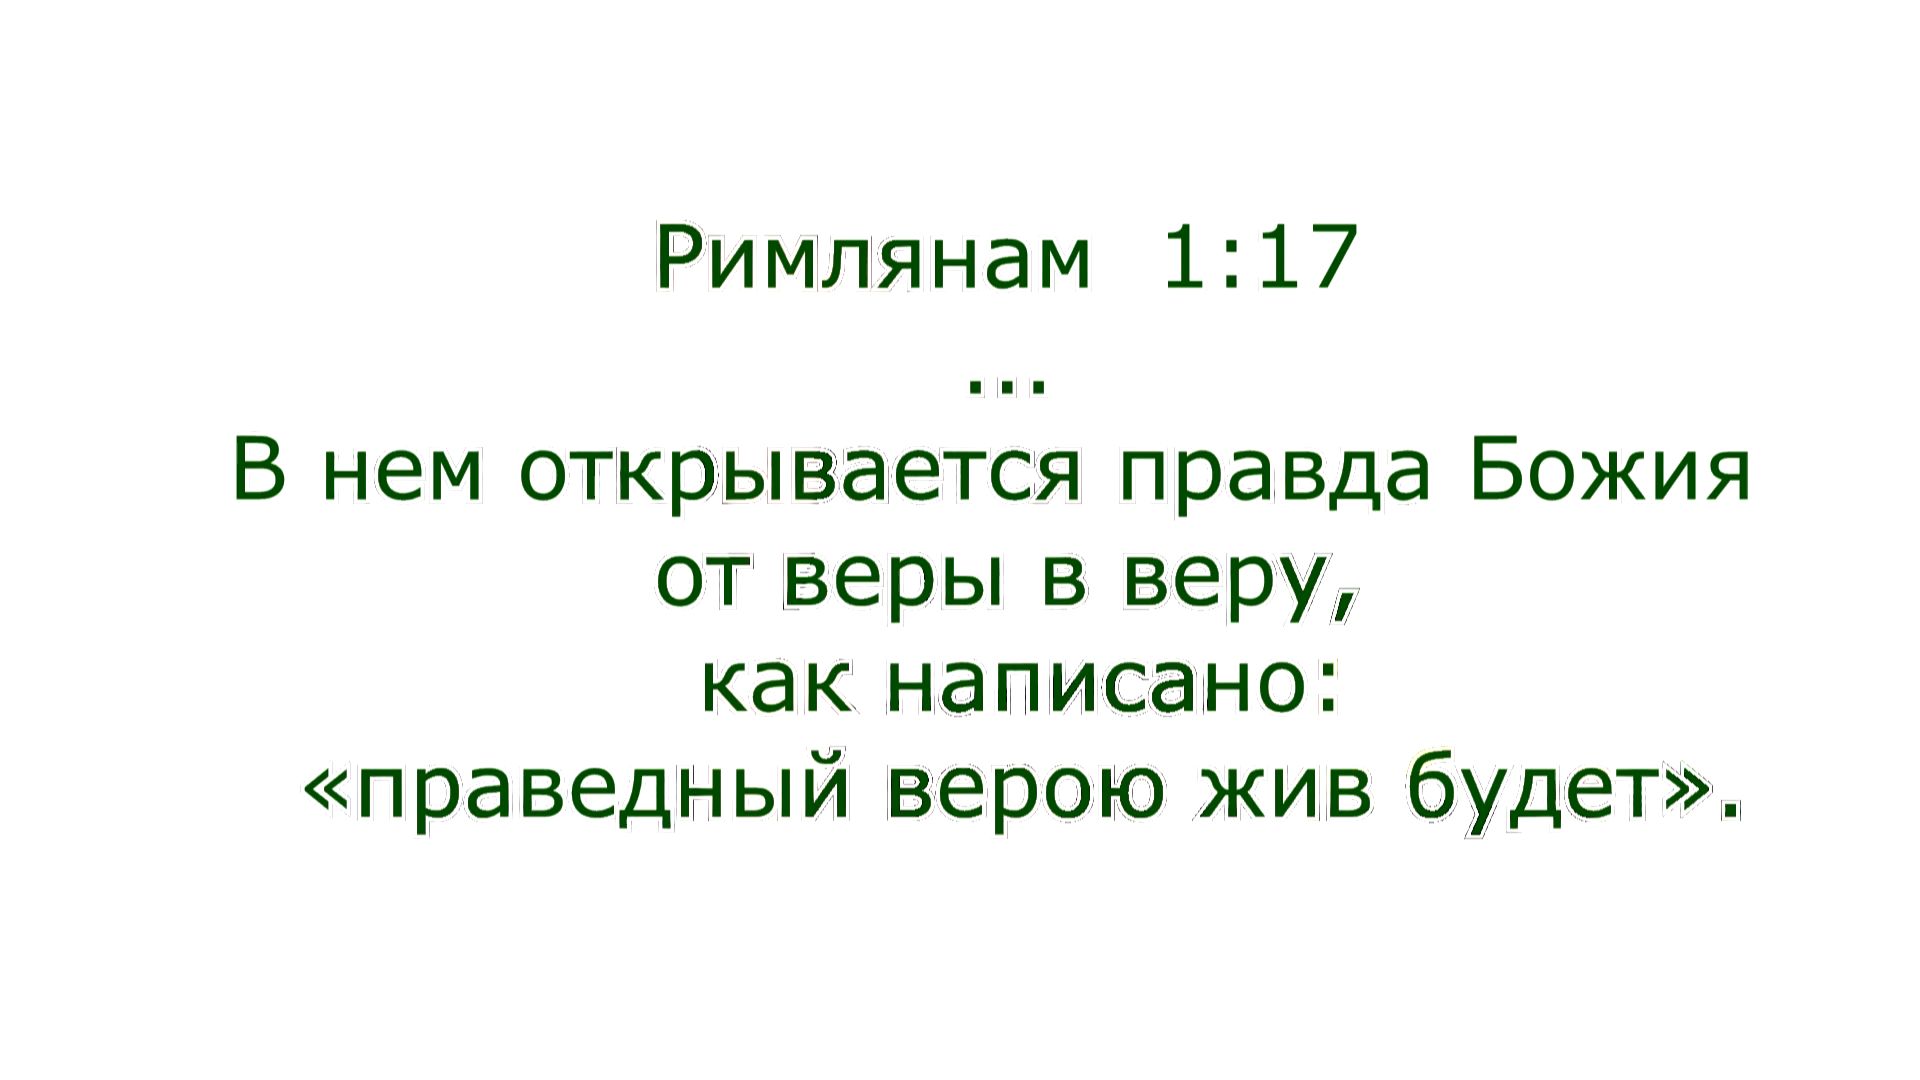 Римлянам 1:17
...
В нем открывается правда Божия
от веры в веру,
как написано:
«праведный верою жив будет».